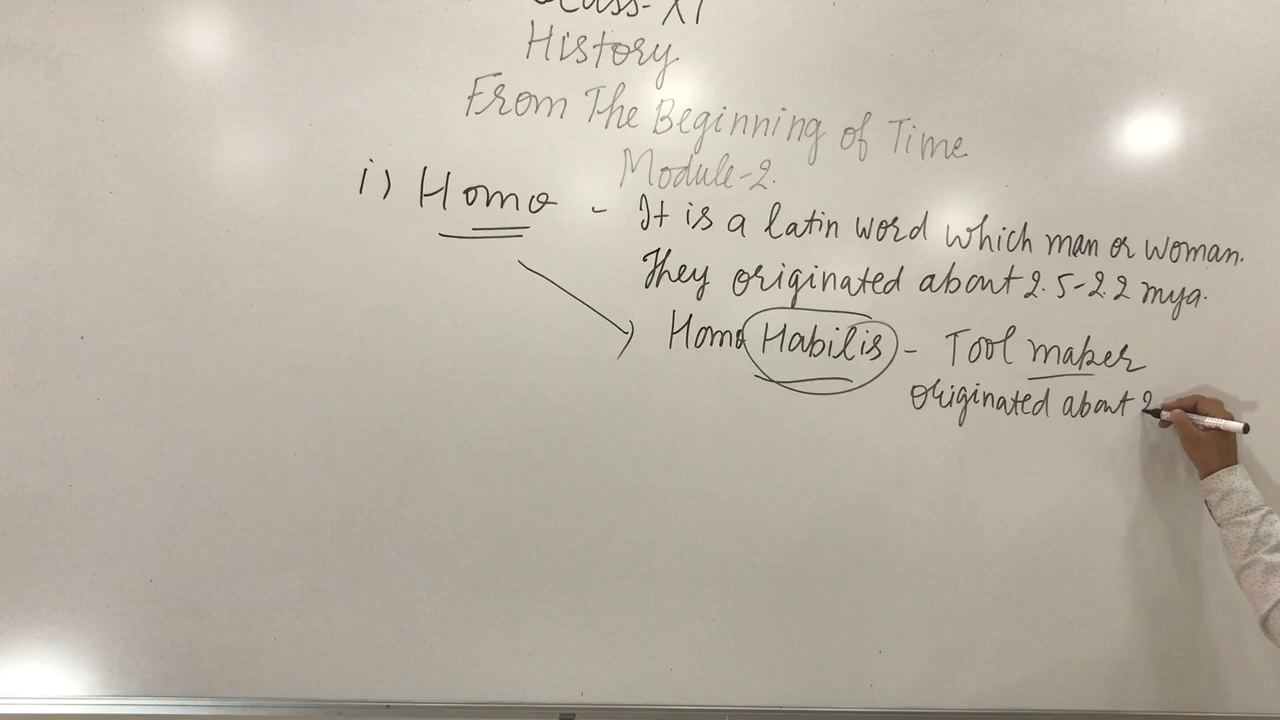 Class-XI
History
From The Beginning of Time
Module-2.
i) Homo - It is a latin word which man or woman.
They originated about 2.5-2.2 mya.
Homo Habilis - Tool maker
originated about 2